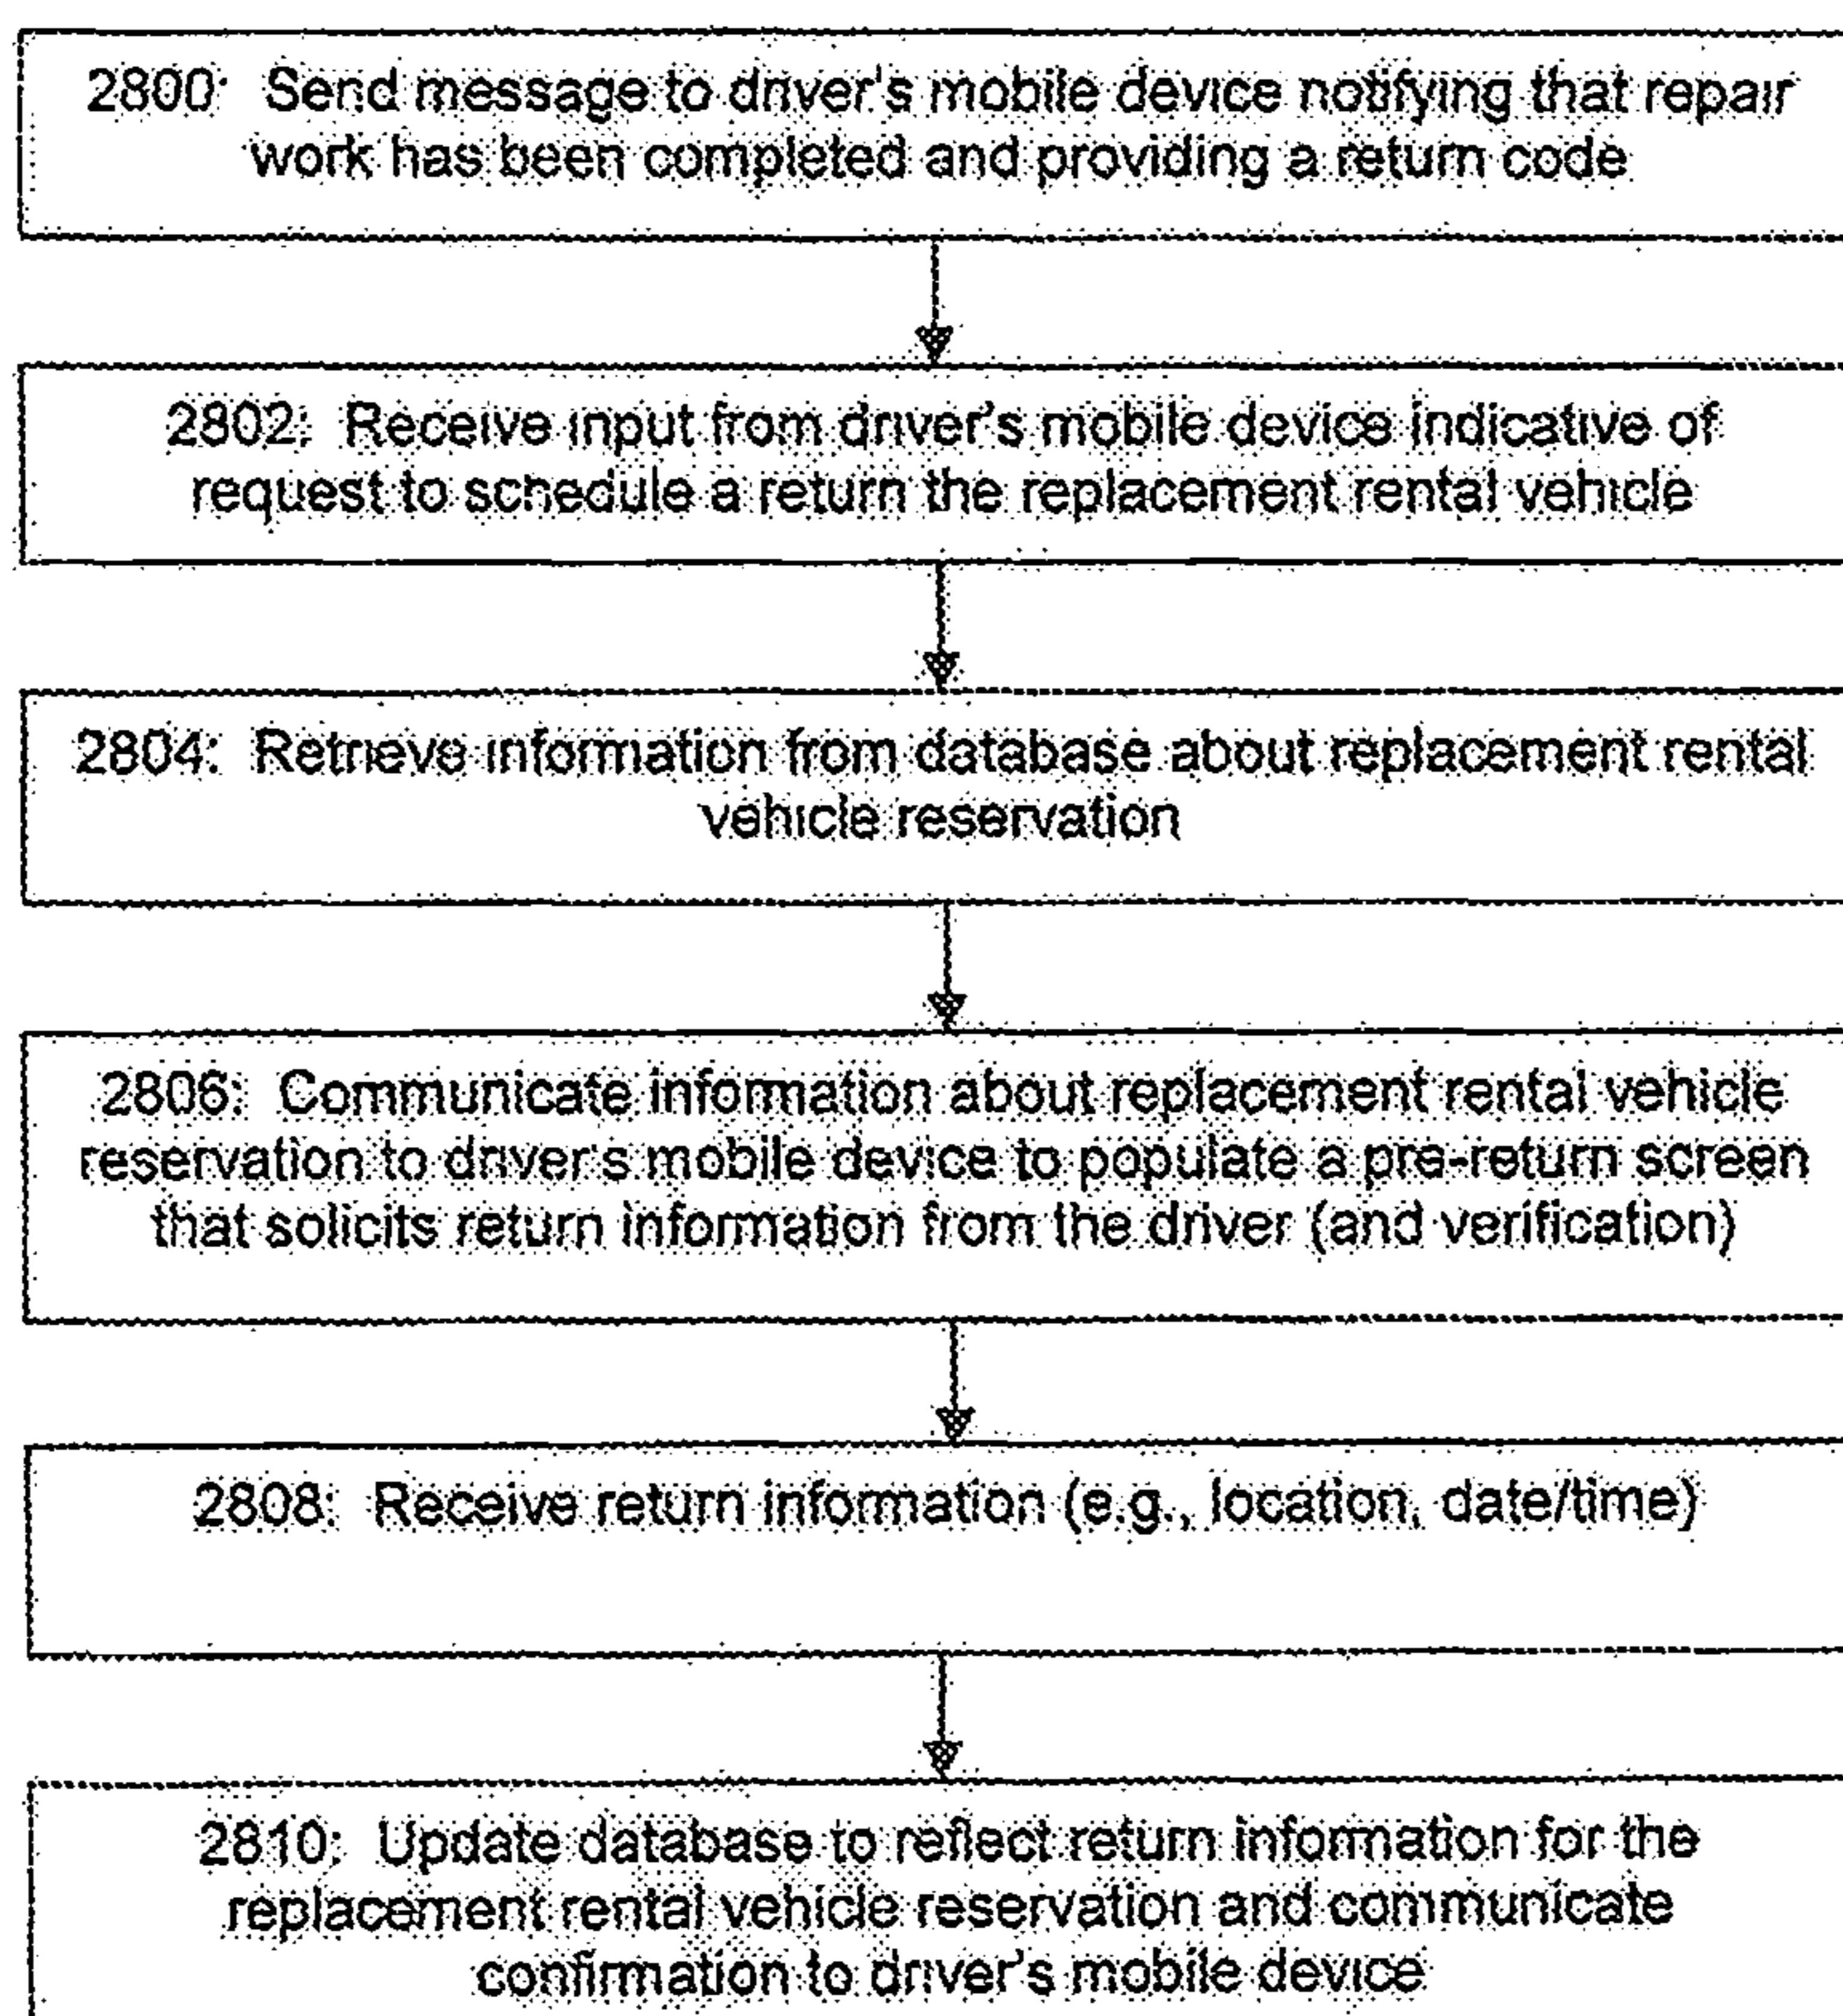 2800: Send message to driver's mobile device notifying that repair
work has been completed and providing a return code
2802: Receive input from driver's mobile device indicative of
request to schedule a return the replacement rental vehicle
2804: Retrieve information from database about replacement rental
vehicle reservation
2806: Communicate information about replacement rental vehicle
reservation to driver's mobile device to populate a pre-return screen
that solicits return information from the driver (and verification)
2808: Receive return information (e.g., location, date/time)
2810: Update database to reflect return information for the
replacement rental vehicle reservation and communicate
confirmation to driver's mobile device